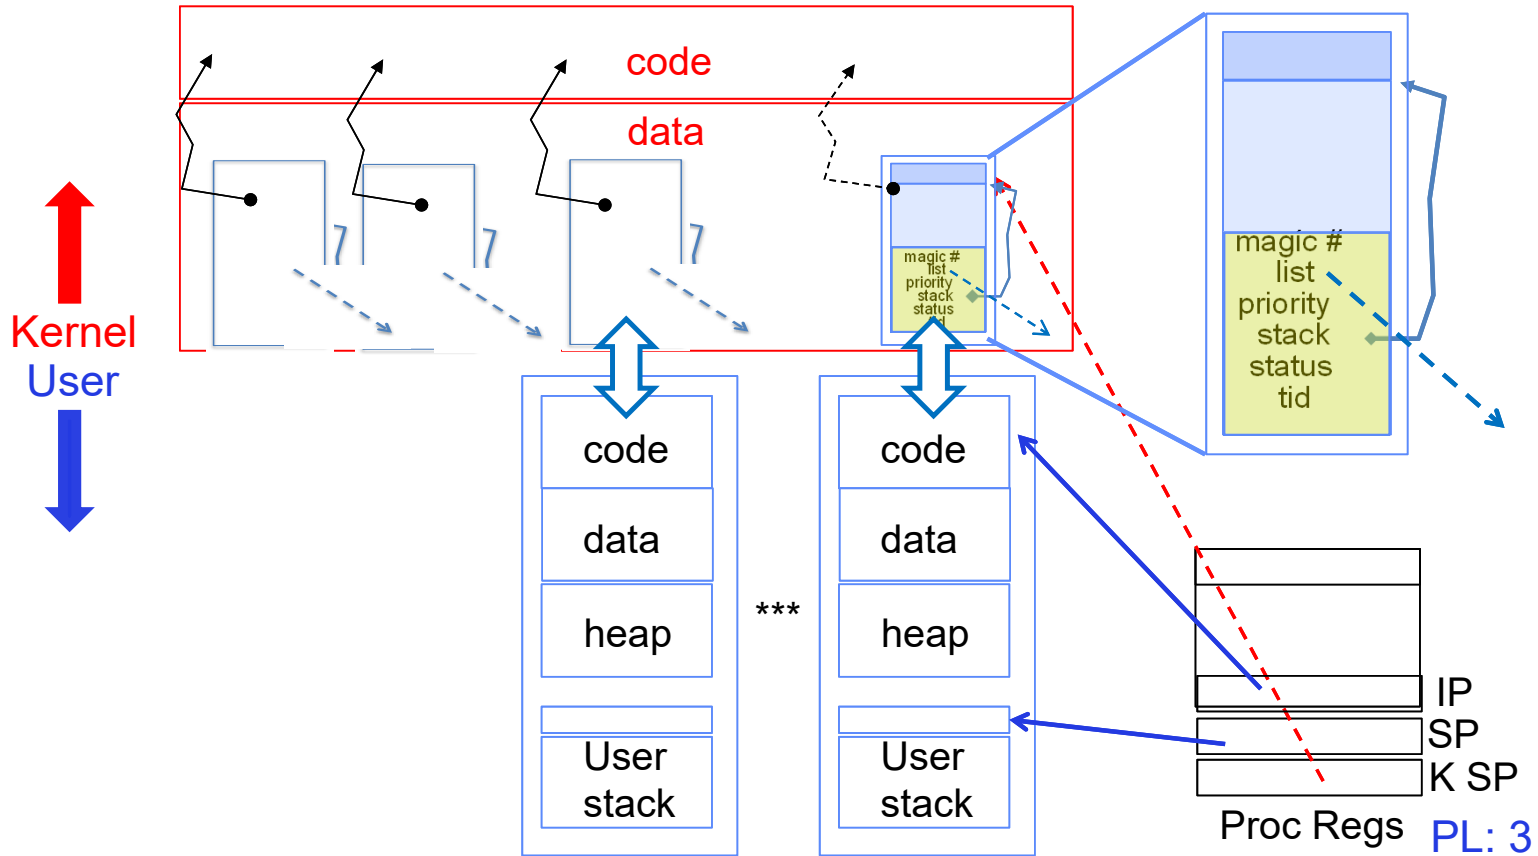 code
data
magic #
list
priority
stack
status
tid
magic #
list
priority
stack
status
Kernel
User
code
data
heap
User
stack
***
code
data
heap
User
stack
IP
SP
K SP
Proc Regs
PL: 3